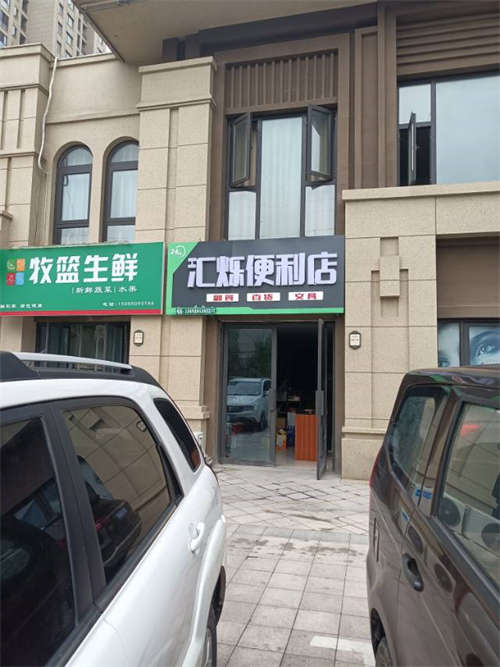 牧篮生鲜
|新鲜蔬菜|水果
汇烁便利店
副食 百货 文具